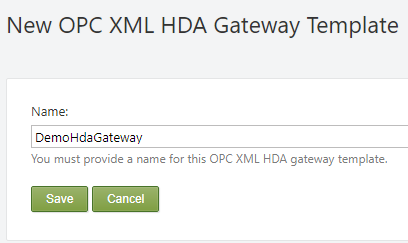 New OPC XML HDA Gateway Template
Name:
DemoHdaGateway
You must provide a name for this OPC XML HDA gateway template.
Save Cancel